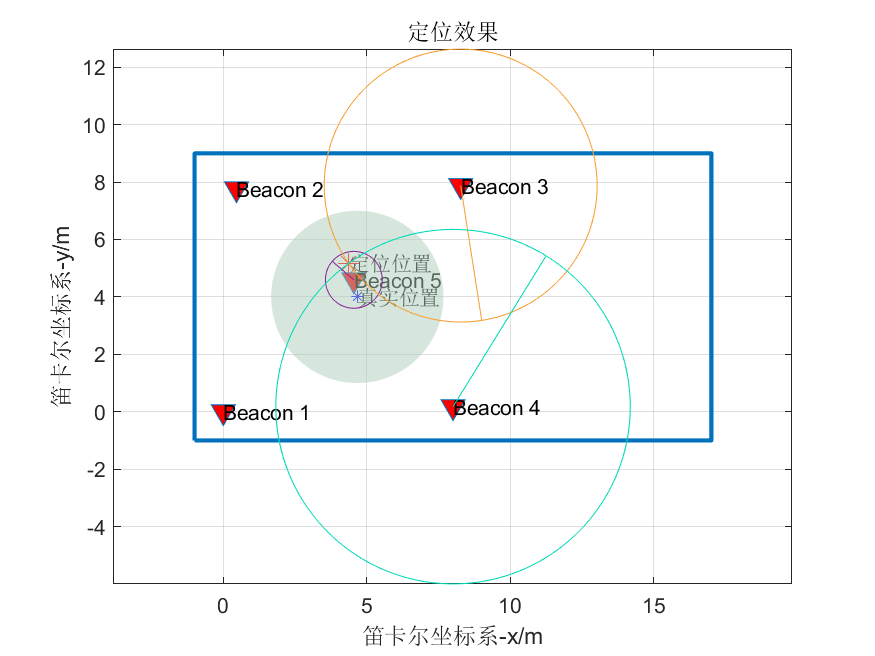 定位效果
笛卡尔坐标系-y/m
12
10
8
6
4
2
0
-2
-4
Beacon 2
Beacon 3
定位位置
Beacon 5
真实位置
Beacon 1
Beacon 4
0
5
10
15
笛卡尔坐标系-x/m